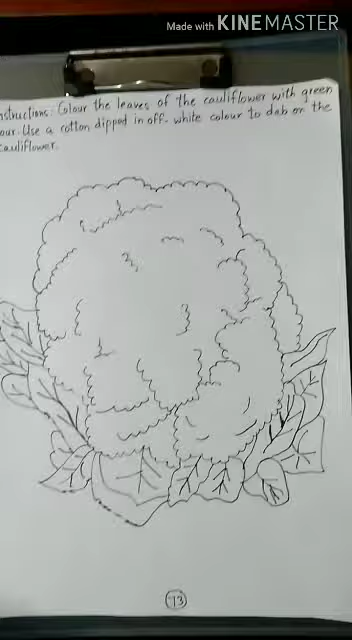 Made with KINEMASTER
nstructions: Colour the leaves of the cauliflower with green
our. Use a cotton dipped in off-white colour to dab on the
cauliflower.
73